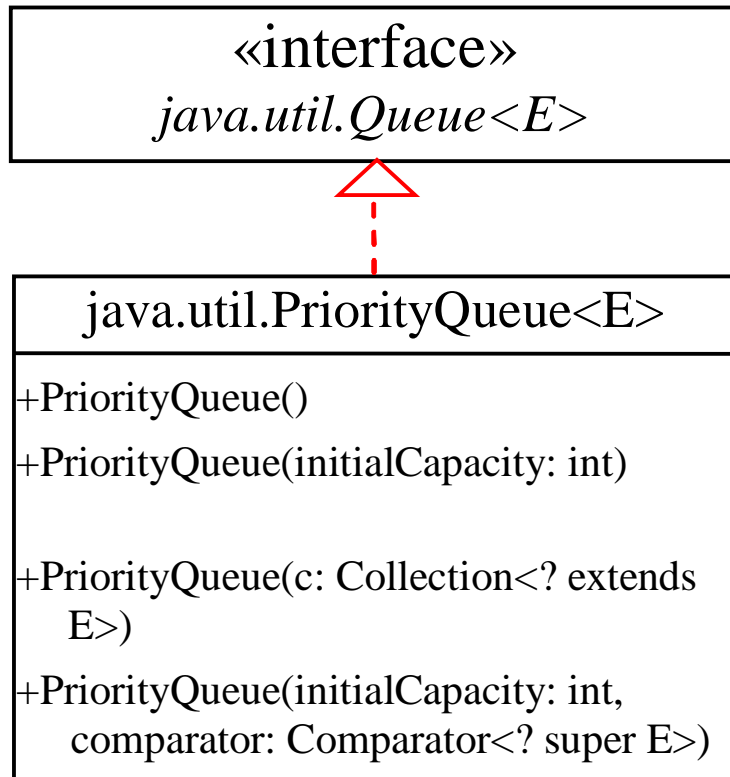 «interface»
java.util.Queue<E>
java.util.PriorityQueue<E>
+PriorityQueue()
+PriorityQueue(initialCapacity: int)
+PriorityQueue(c: Collection<? extends
E>)
+PriorityQueue(initialCapacity: int,
comparator: Comparator<? super E>)